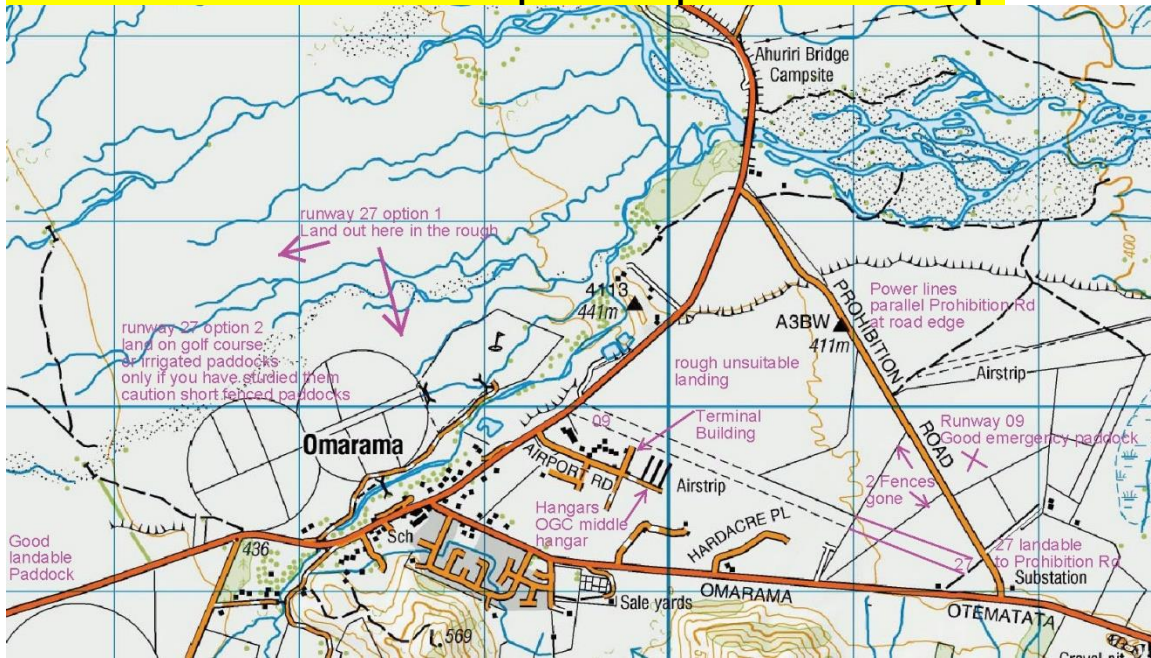 Ahuriri Bridge
Campsite
runway 27 option 1
Land out here in the rough
400
4113
441m
Power lines
parallel Prohibition Rd
at road edge
A3BW
411m
PROHIBITION
ROAD
runway 27 option 2
land on golf course
or irrigated paddocks
only if you have studied them
caution short fenced paddocks
rough unsuitable
landing
Airstrip
Omarama
09
Terminal
Building
Runway 09
Good emergency paddock
AIRPORT RD
Airstrip
2 Fences
gone
Hangars
OGC middle
hangar
HARDACRE PL
Sch
Good
landable
Paddock
436
27
27 landable
to Prohibition Rd
Substation
Sale yards
OMARAMA
OTEMATATA
569